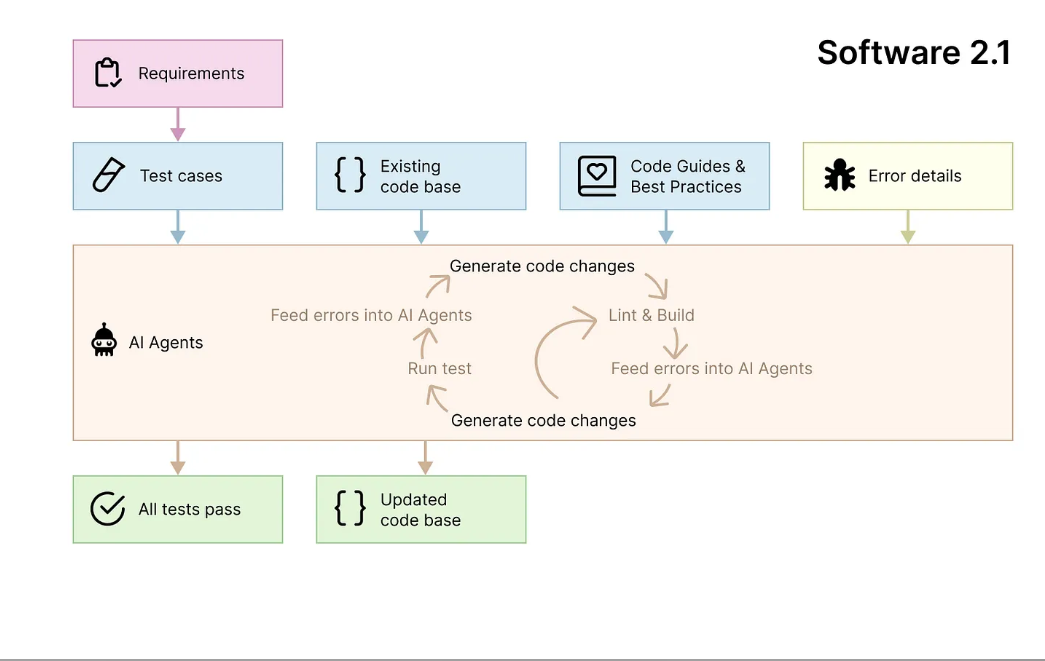 Software 2.1
Requirements
Test cases
Existing
code base
Code Guides &
Best Practices
Error details
Generate code changes
Feed errors into AI Agents
Lint & Build
AI Agents
Run test
Feed errors into AI Agents
Generate code changes
All tests pass
Updated
code base